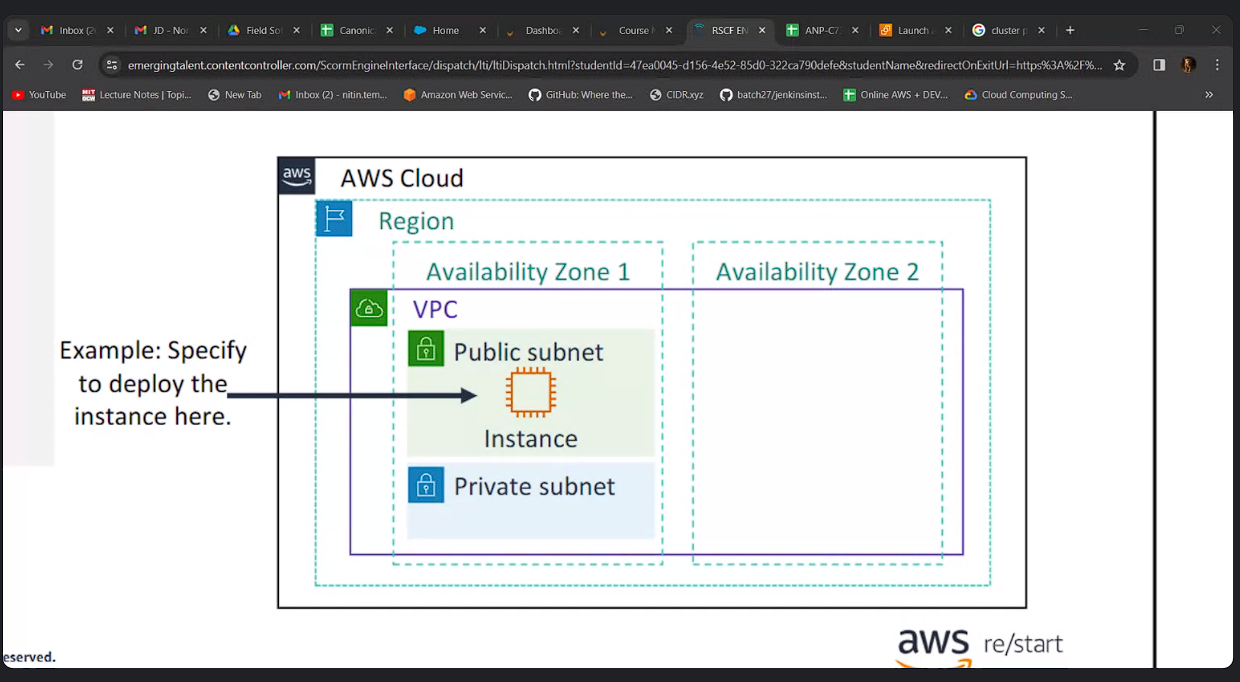 Inbox (2
JD - Nor
Field So
Canonic
Home
Dashbo
Course
RSCF EN
ANP-C7
Launch
cluster p
emergingtalent.contentcontroller.com/ScormEngineInterface/dispatch/lti/ltiDispatch.html?studentId=47ea0045-d156-4e52-85d0-322ca790defe&studentName&redirectOnExitUrl=https%3A%2F%...
YouTube
MIT
OCW
Lecture Notes | Topi...
New Tab
Inbox (2) - nitin.tem...
Amazon Web Servic...
GitHub: Where the...
CIDR.xyz
batch27/jenkinsinst...
Online AWS + DEV...
Cloud Computing S...
aws
AWS Cloud
Region
Availability Zone 1
Availability Zone 2
VPC
Public subnet
Example: Specify
to deploy the
instance here.
Instance
Private subnet
aws re/start
eserved.